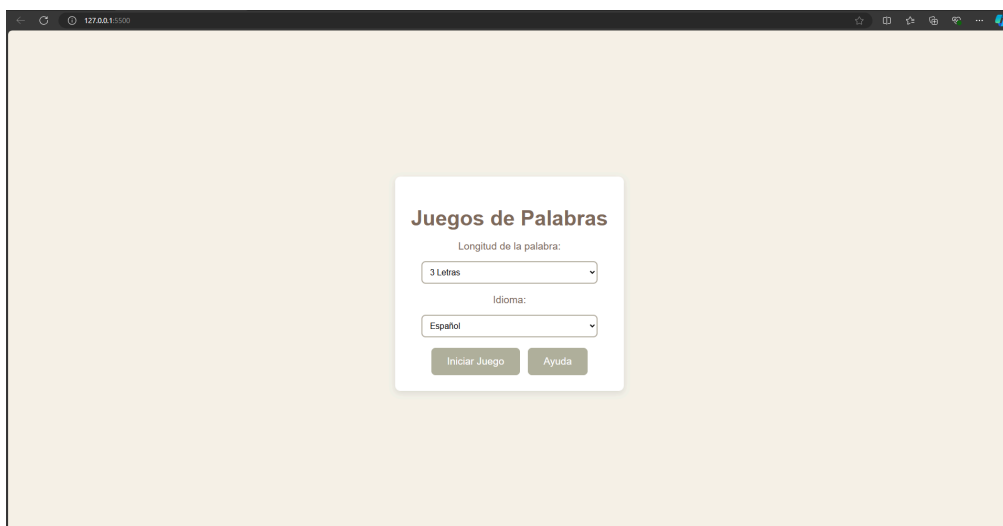 127.0.0.1:5500
Juegos de Palabras
Longitud de la palabra:
3 Letras
Idioma:
Español
Iniciar Juego
Ayuda